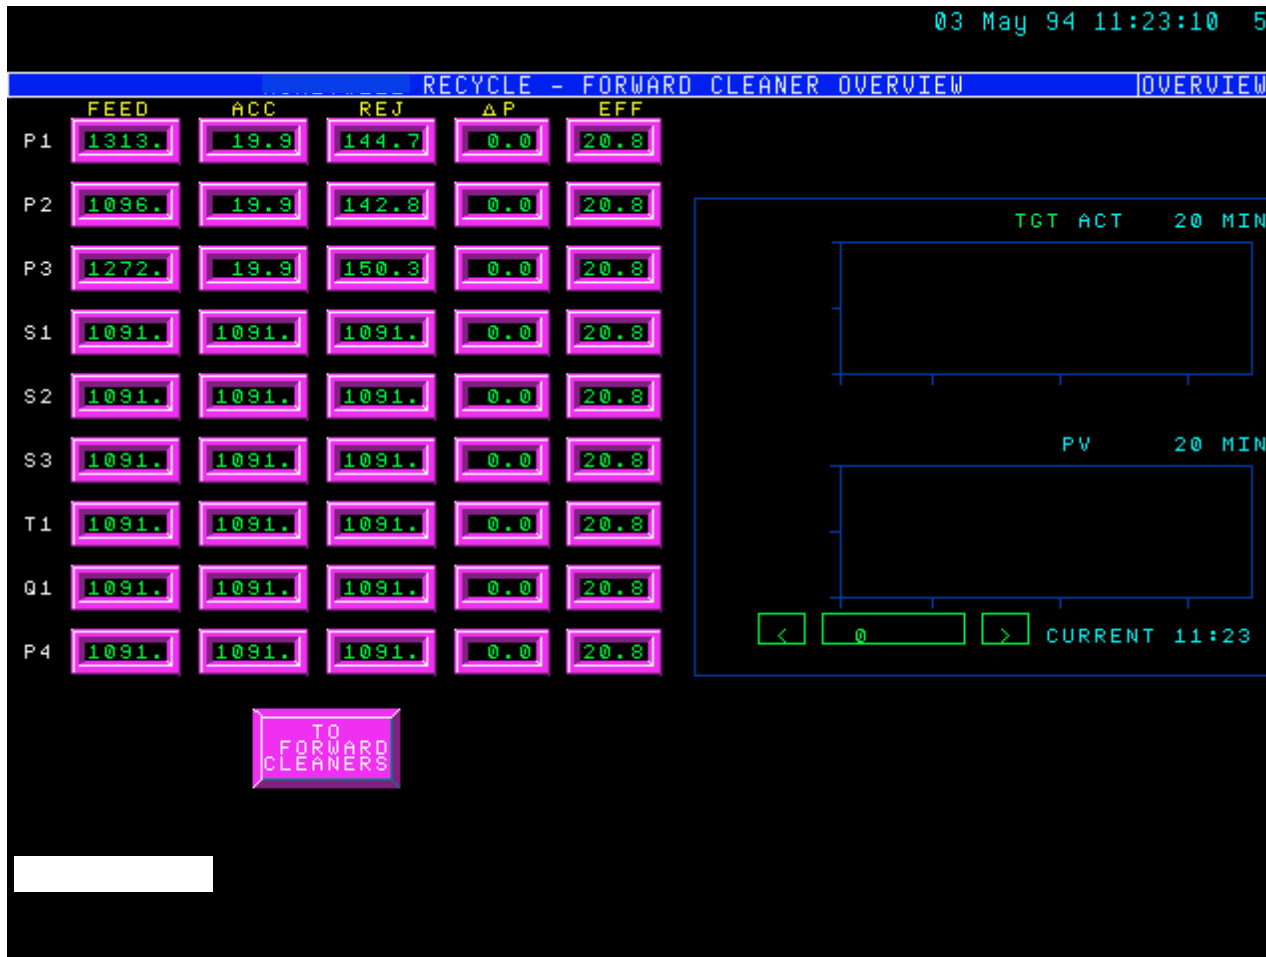 03 May 94 11:23:10 5
RECYCLE - FORWARD CLEANER OVERVIEW |OVERVIEW
FEED ACC REJ ΔP EFF
P1 1313. 19.9 144.7 0.0 20.8
P2 1096. 19.9 142.8 0.0 20.8
TGT ACT 20 MIN
P3 1272. 19.9 150.3 0.0 20.8
S1 1091. 1091. 1091. 0.0 20.8
S2 1091. 1091. 1091. 0.0 20.8
PV 20 MIN
S3 1091. 1091. 1091. 0.0 20.8
T1 1091. 1091. 1091. 0.0 20.8
Q1 1091. 1091. 1091. 0.0 20.8
< 0 > CURRENT 11:23
P4 1091. 1091. 1091. 0.0 20.8
TO
FORWARD
CLEANERS